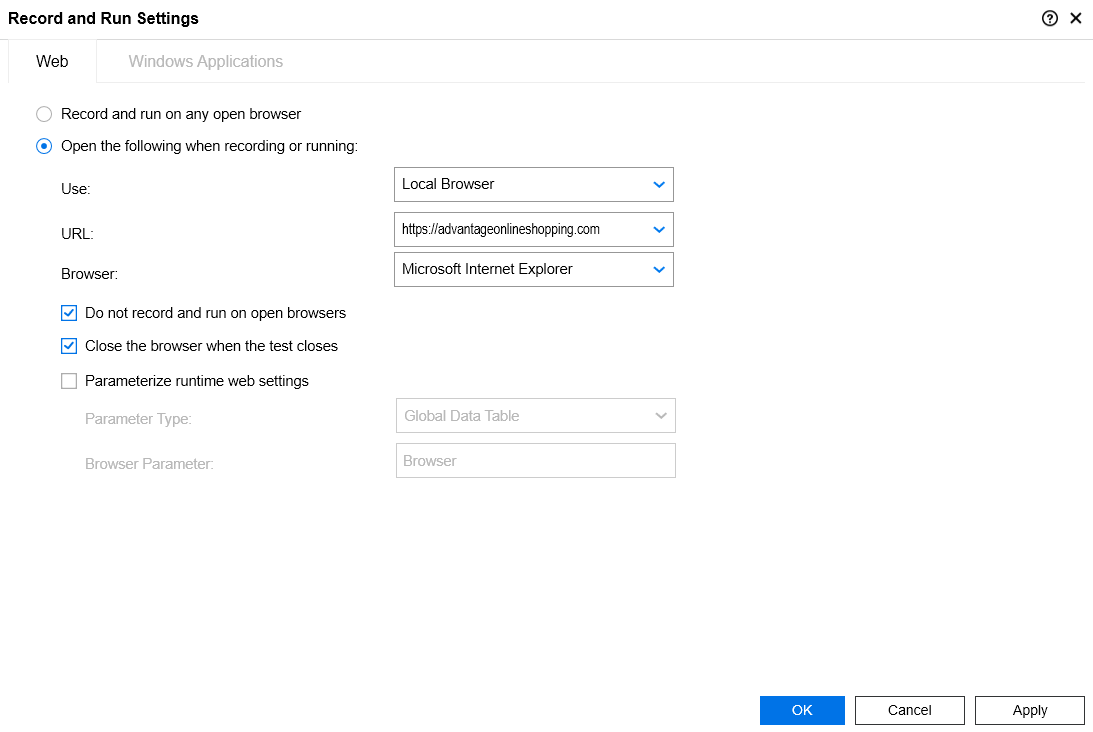 Record and Run Settings
Web
Windows Applications
Record and run on any open browser
Open the following when recording or running:
Use:
Local Browser
URL:
https://advantageonlineshopping.com
Browser:
Microsoft Internet Explorer
Do not record and run on open browsers
Close the browser when the test closes
Parameterize runtime web settings
Parameter Type:
Global Data Table
Browser Parameter:
Browser
OK
Cancel
Apply